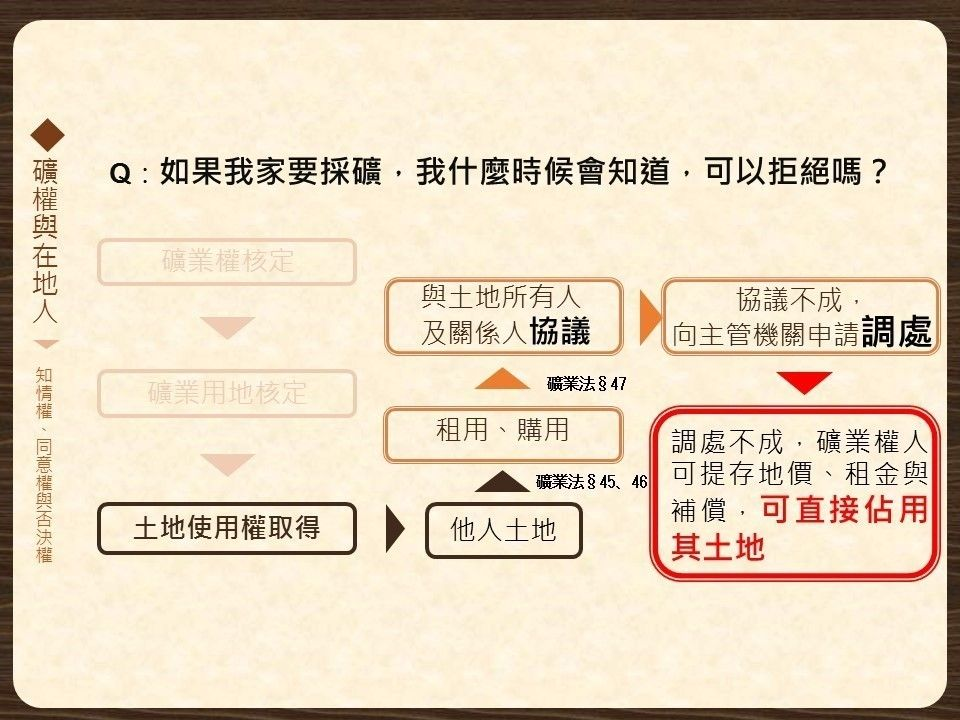 Q：如果我家要採礦，我什麼時候會知道，可以拒絕嗎？
礦權與在地人
知情權、同意權與否決權
礦業權核定
礦業用地核定
土地使用權取得
他人土地
礦業法§45、46
租用、購用
礦業法§47
與土地所有人
及關係人協議
協議不成，
向主管機關申請調處
調處不成，礦業權人
可提存地價、租金與
補償，可直接佔用
其土地